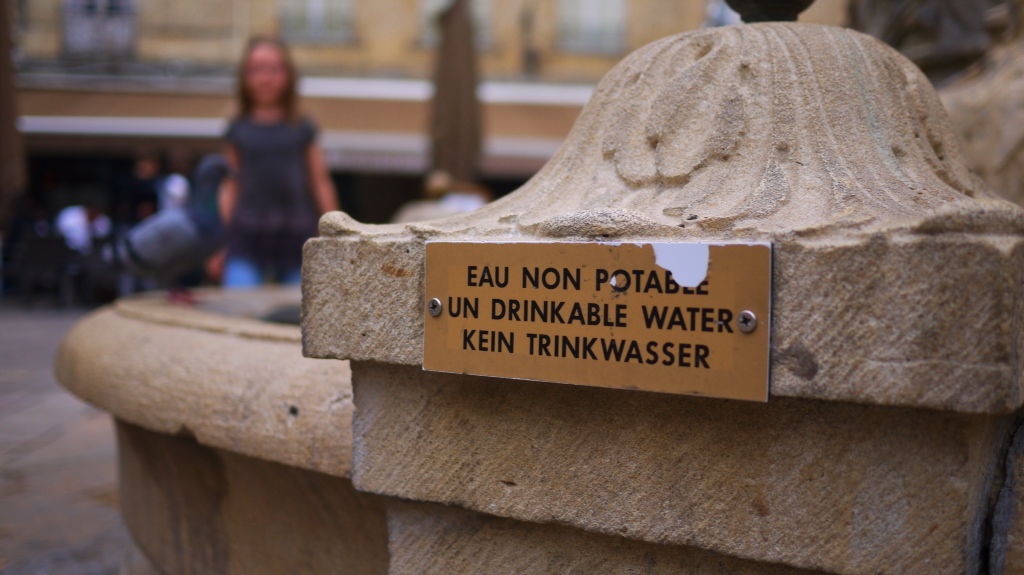 EAU NON POTABLE
UN DRINKABLE WATER
KEIN TRINKWASSER